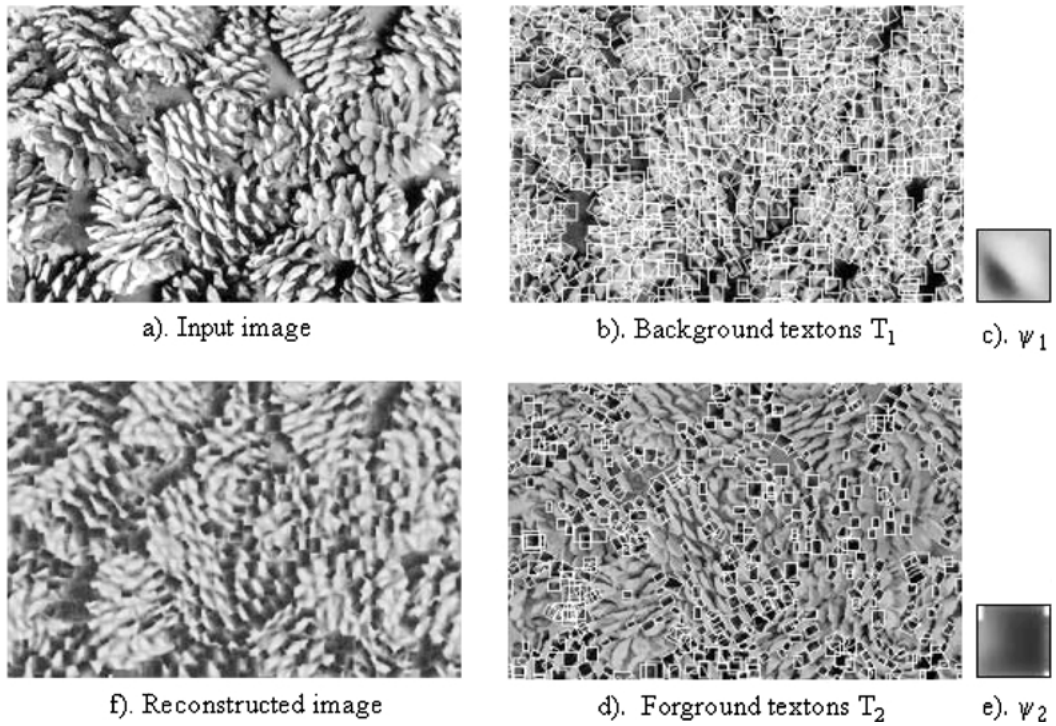 a). Input image
b). Background textons T₁
c). ψ₁
f). Reconstructed image
d). Forground textons T₂
e). ψ₂